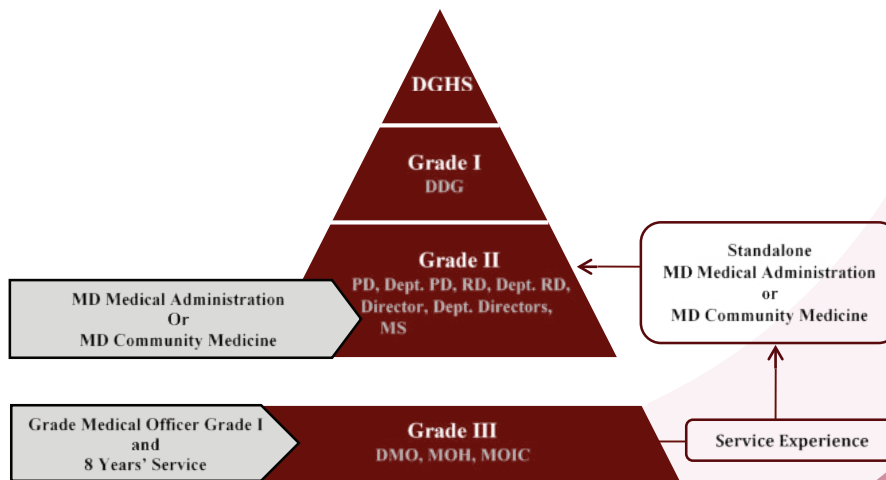 DGHS
Grade I
DDG
Grade II
PD, Dept. PD, RD, Dept. RD,
Director, Dept. Directors,
MS
MD Medical Administration
Or
MD Community Medicine
Standalone
MD Medical Administration
or
MD Community Medicine
Grade Medical Officer Grade I
and
8 Years’ Service
Grade III
DMO, MOH, MOIC
Service Experience